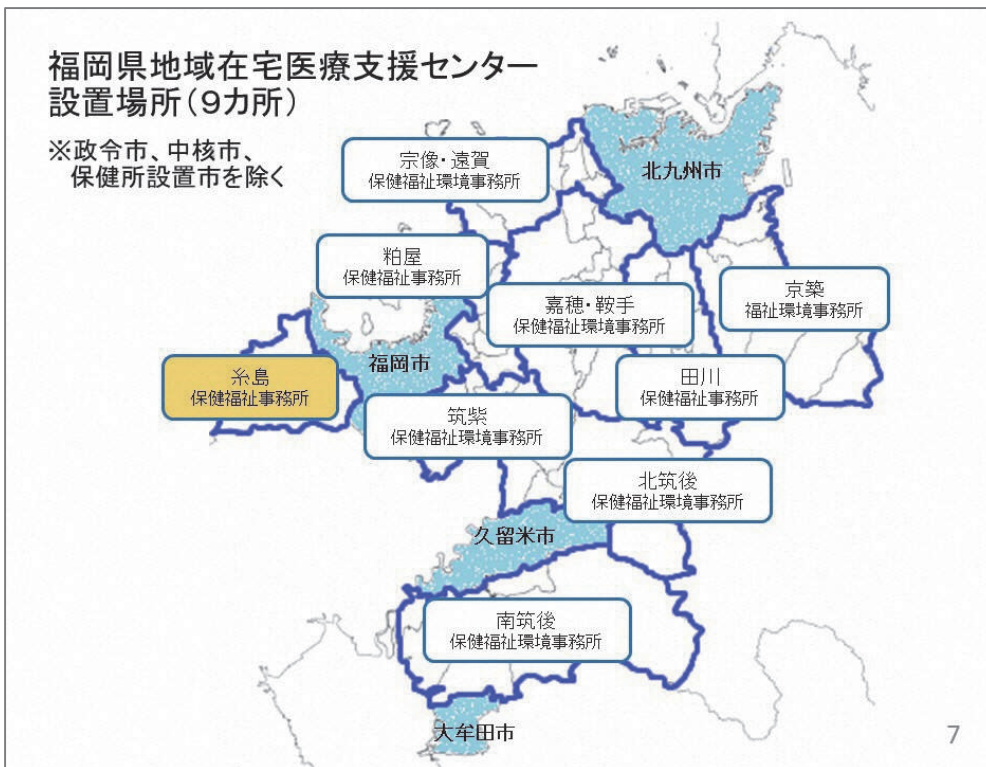 福岡県地域在宅医療支援センター
設置場所（９カ所）
※政令市、中核市、
保健所設置市を除く
宗像・遠賀
保健福祉環境事務所
北九州市
粕屋
保健福祉事務所
嘉穂・鞍手
保健福祉環境事務所
京築
福祉環境事務所
福岡市
糸島
保健福祉事務所
田川
保健福祉事務所
筑紫
保健福祉環境事務所
北筑後
保健福祉環境事務所
久留米市
南筑後
保健福祉環境事務所
大牟田市
7